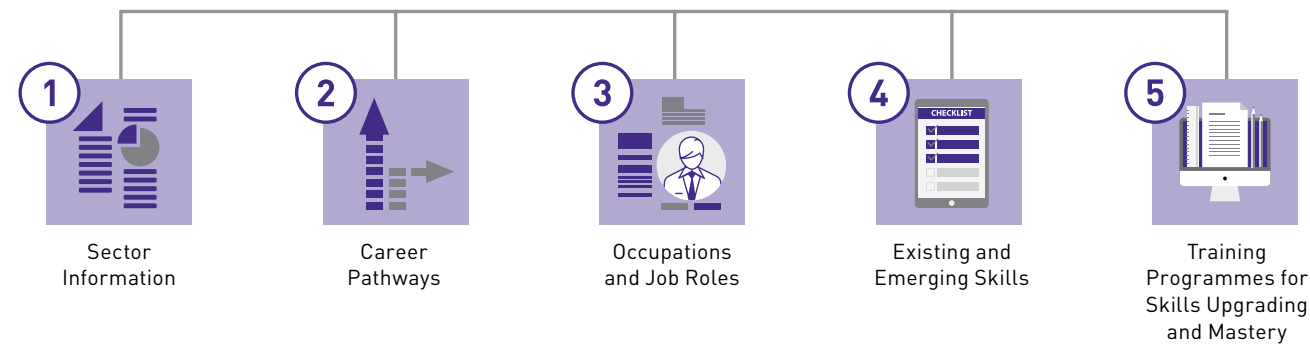 1
Sector
Information
2
Career
Pathways
3
Occupations
and Job Roles
4
CHECKLIST
Existing and
Emerging Skills
5
Training
Programmes for
Skills Upgrading
and Mastery